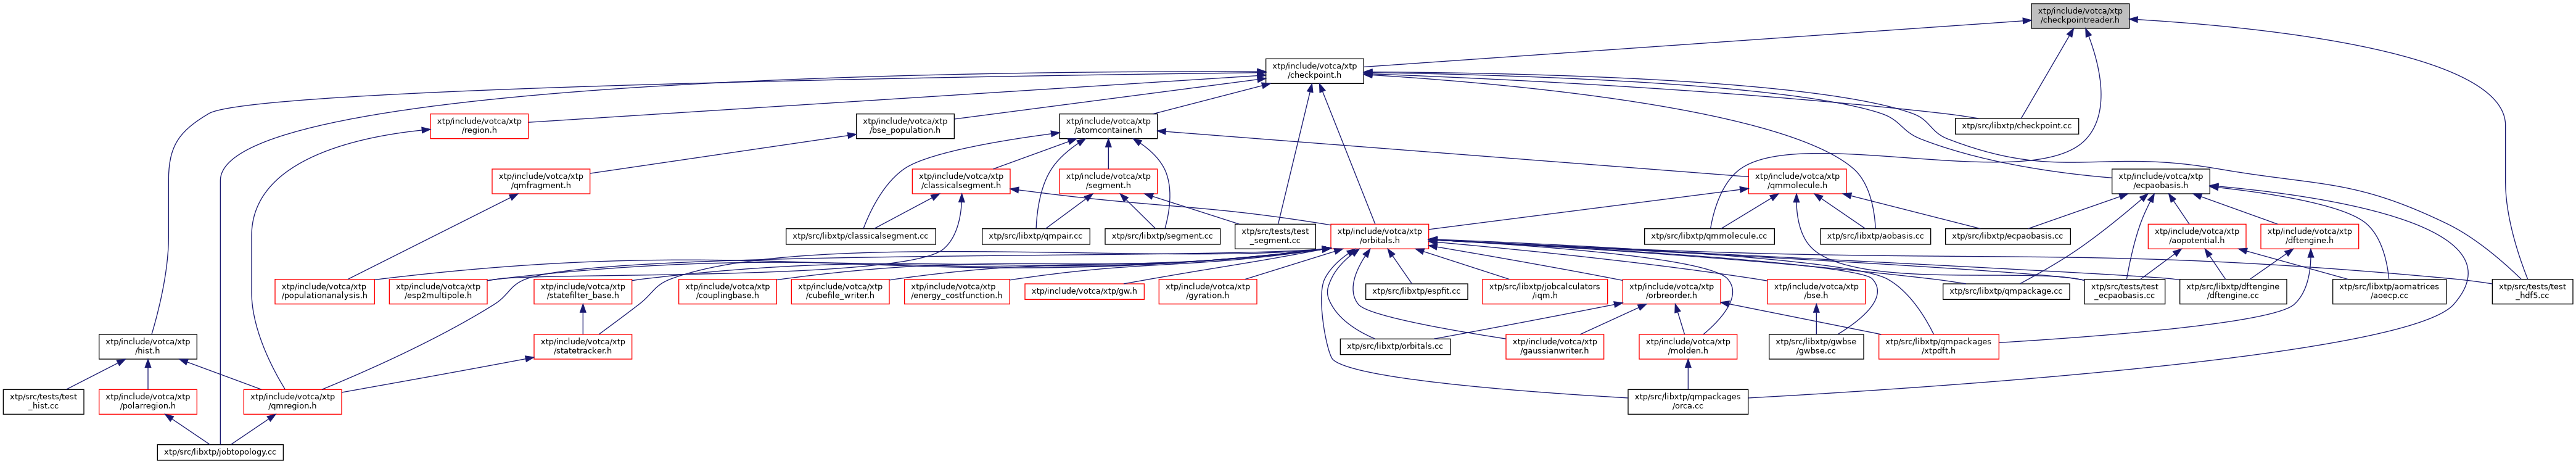 xtp/include/votca/xtp
/checkpointreader.h
xtp/include/votca/xtp
/checkpoint.h
xtp/include/votca/xtp
/region.h
xtp/include/votca/xtp
/bse_population.h
xtp/include/votca/xtp
/atomcontainer.h
xtp/src/libxtp/checkpoint.cc
xtp/include/votca/xtp
/qmfragment.h
xtp/include/votca/xtp
/classicalsegment.h
xtp/include/votca/xtp
/segment.h
xtp/include/votca/xtp
/qmmolecule.h
xtp/include/votca/xtp
/ecpaobasis.h
xtp/src/libxtp/classicalsegment.cc
xtp/src/libxtp/qmpair.cc
xtp/src/libxtp/segment.cc
xtp/src/tests/test
_segment.cc
xtp/include/votca/xtp
/orbitals.h
xtp/src/libxtp/qmmolecule.cc
xtp/src/libxtp/aobasis.cc
xtp/src/libxtp/ecpaobasis.cc
xtp/include/votca/xtp
/aopotential.h
xtp/include/votca/xtp
/dftengine.h
xtp/include/votca/xtp
/populationanalysis.h
xtp/include/votca/xtp
/esp2multipole.h
xtp/include/votca/xtp
/statefilter_base.h
xtp/include/votca/xtp
/couplingbase.h
xtp/include/votca/xtp
/cubefile_writer.h
xtp/include/votca/xtp
/energy_costfunction.h
xtp/include/votca/xtp/gw.h
xtp/include/votca/xtp
/gyration.h
xtp/src/libxtp/espfit.cc
xtp/src/libxtp/jobcalculators
/iqm.h
xtp/include/votca/xtp
/orbreorder.h
xtp/include/votca/xtp
/bse.h
xtp/src/libxtp/qmpackage.cc
xtp/src/tests/test
_ecpaobasis.cc
xtp/src/libxtp/dftengine
/dftengine.cc
xtp/src/libxtp/aomatrices
/aoecp.cc
xtp/src/tests/test
_hdf5.cc
xtp/include/votca/xtp
/hist.h
xtp/include/votca/xtp
/statetracker.h
xtp/src/libxtp/orbitals.cc
xtp/include/votca/xtp
/gaussianwriter.h
xtp/include/votca/xtp
/molden.h
xtp/src/libxtp/gwbse
/gwbse.cc
xtp/src/libxtp/qmpackages
/xtpdft.h
xtp/src/tests/test
_hist.cc
xtp/include/votca/xtp
/polarregion.h
xtp/include/votca/xtp
/qmregion.h
xtp/src/libxtp/qmpackages
/orca.cc
xtp/src/libxtp/jobtopology.cc